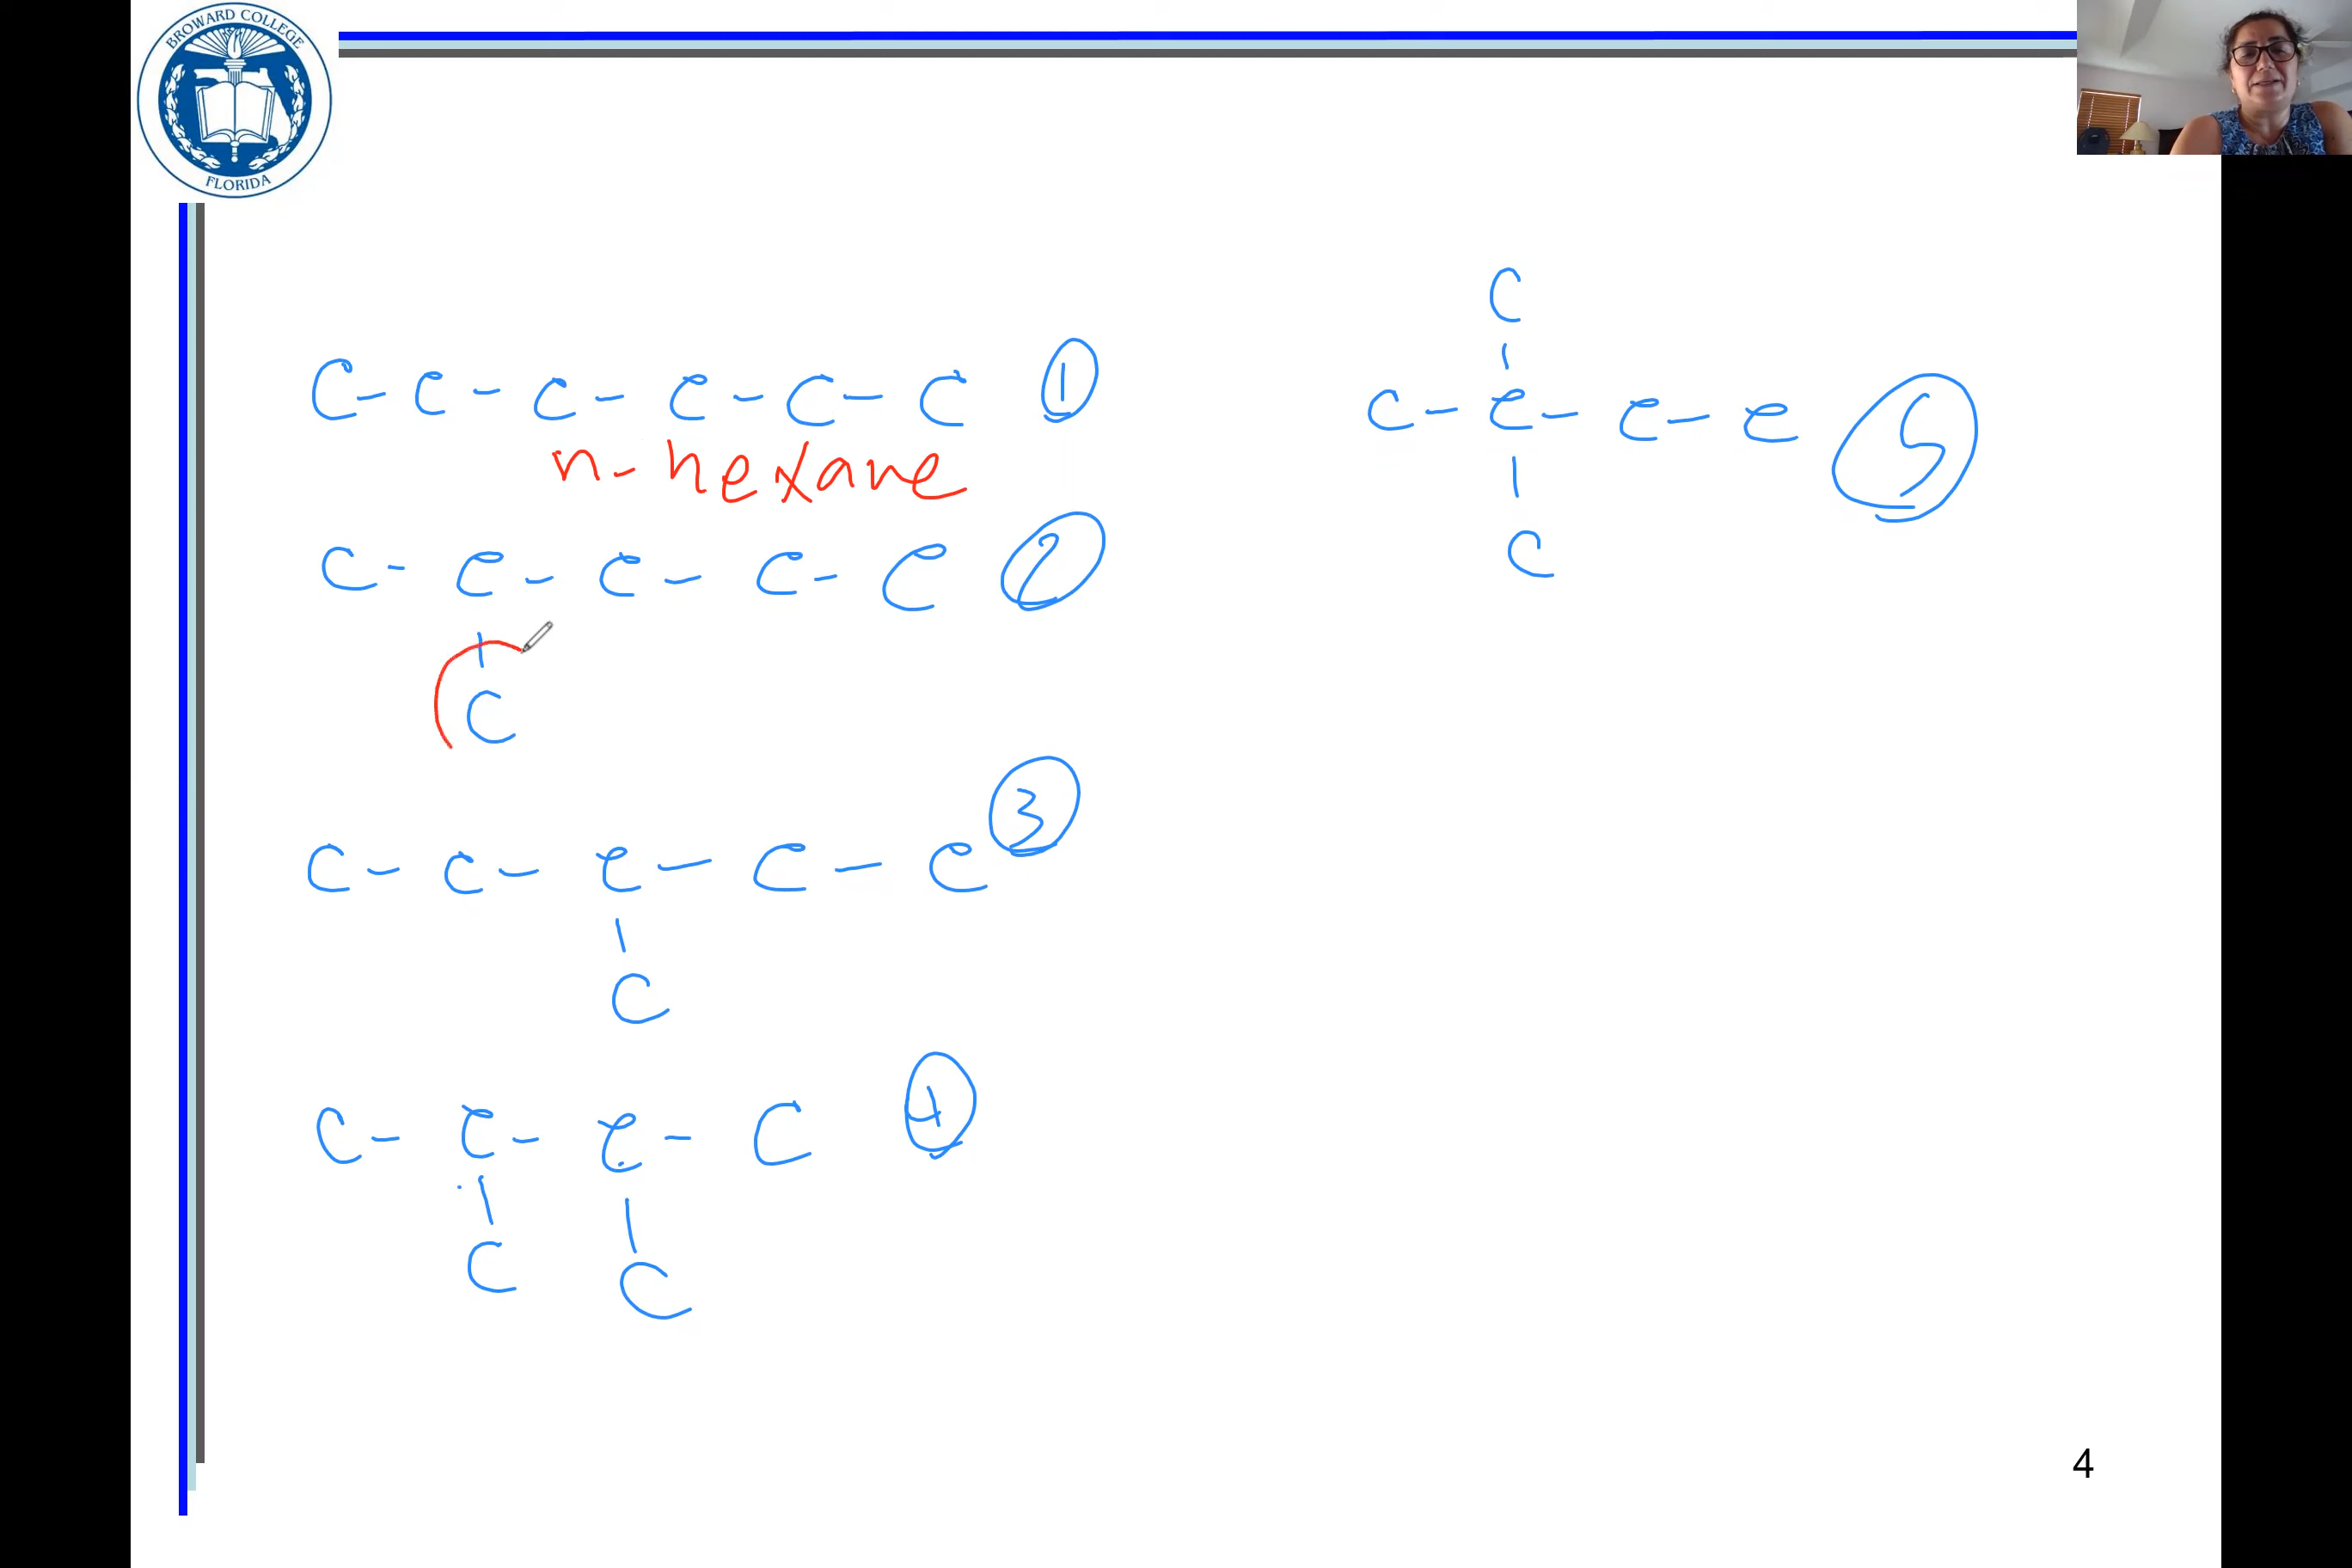 BROWARD COLLEGE
FLORIDA
C - C - C - C - C - C 1
n-hexane
C - C - C - C - C 2
|
C
C - C - C - C - C 3
|
C
C - C - C - C 4
| |
C C
C
|
C - C - C - C 5
|
C
4